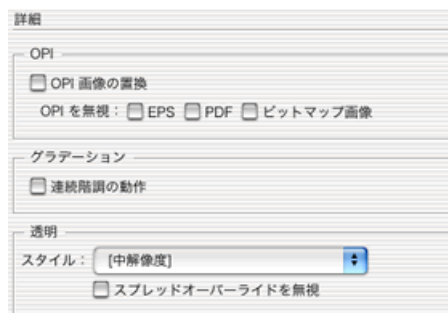 詳細
OPI
OPI 画像の置換
OPI を無視： EPS PDF ビットマップ画像
グラデーション
連続階調の動作
透明
スタイル： [中解像度]
スプレッドオーバーライドを無視